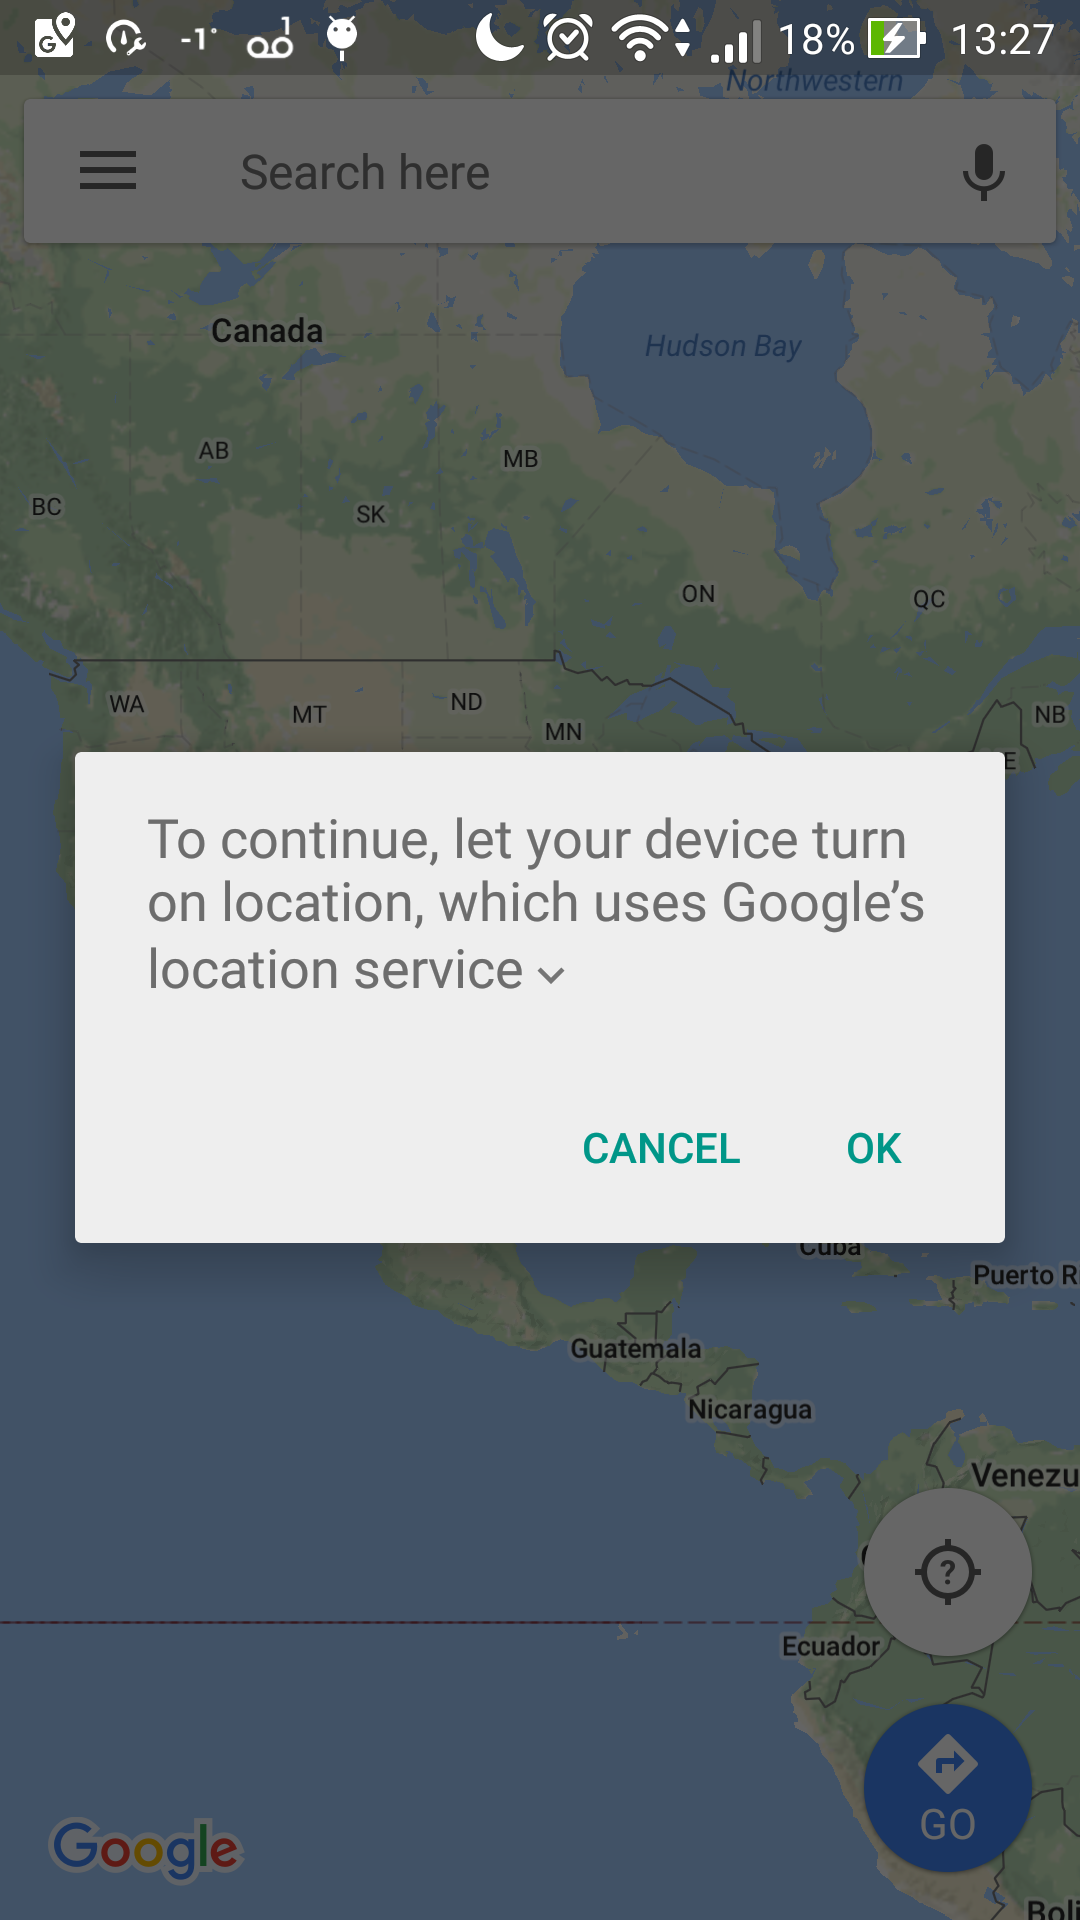 -1°
1
18%
13:27
Northwestern
Search here
Canada
Hudson Bay
AB
MB
BC
SK
ON
QC
WA
MT
ND
MN
NB
E
To continue, let your device turn
on location, which uses Google’s
location service
CANCEL
OK
Cuba
Puerto R
Guatemala
Nicaragua
Venezu
?
Ecuador
GO
Google
Boli